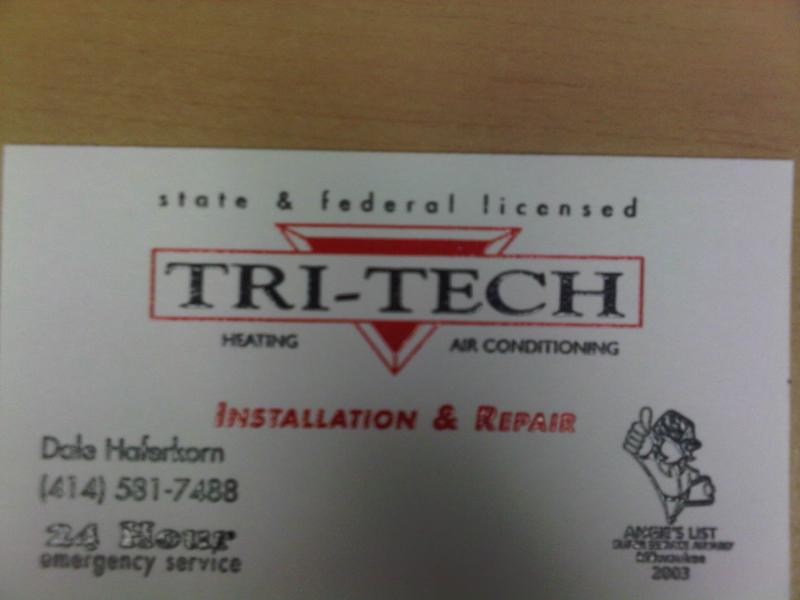 state & federal licensed
TRI-TECH
HEATING AIR CONDITIONING
INSTALLATION & REPAIR
Dale Haferkorn
(414) 581-7488
24 Hour
emergency service
ANGIE'S LIST
Milwaukee
2003